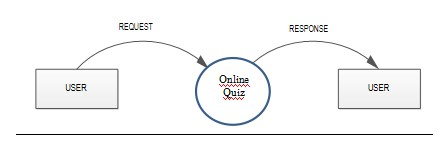 REQUEST
RESPONSE
USER
Online
Quiz
USER